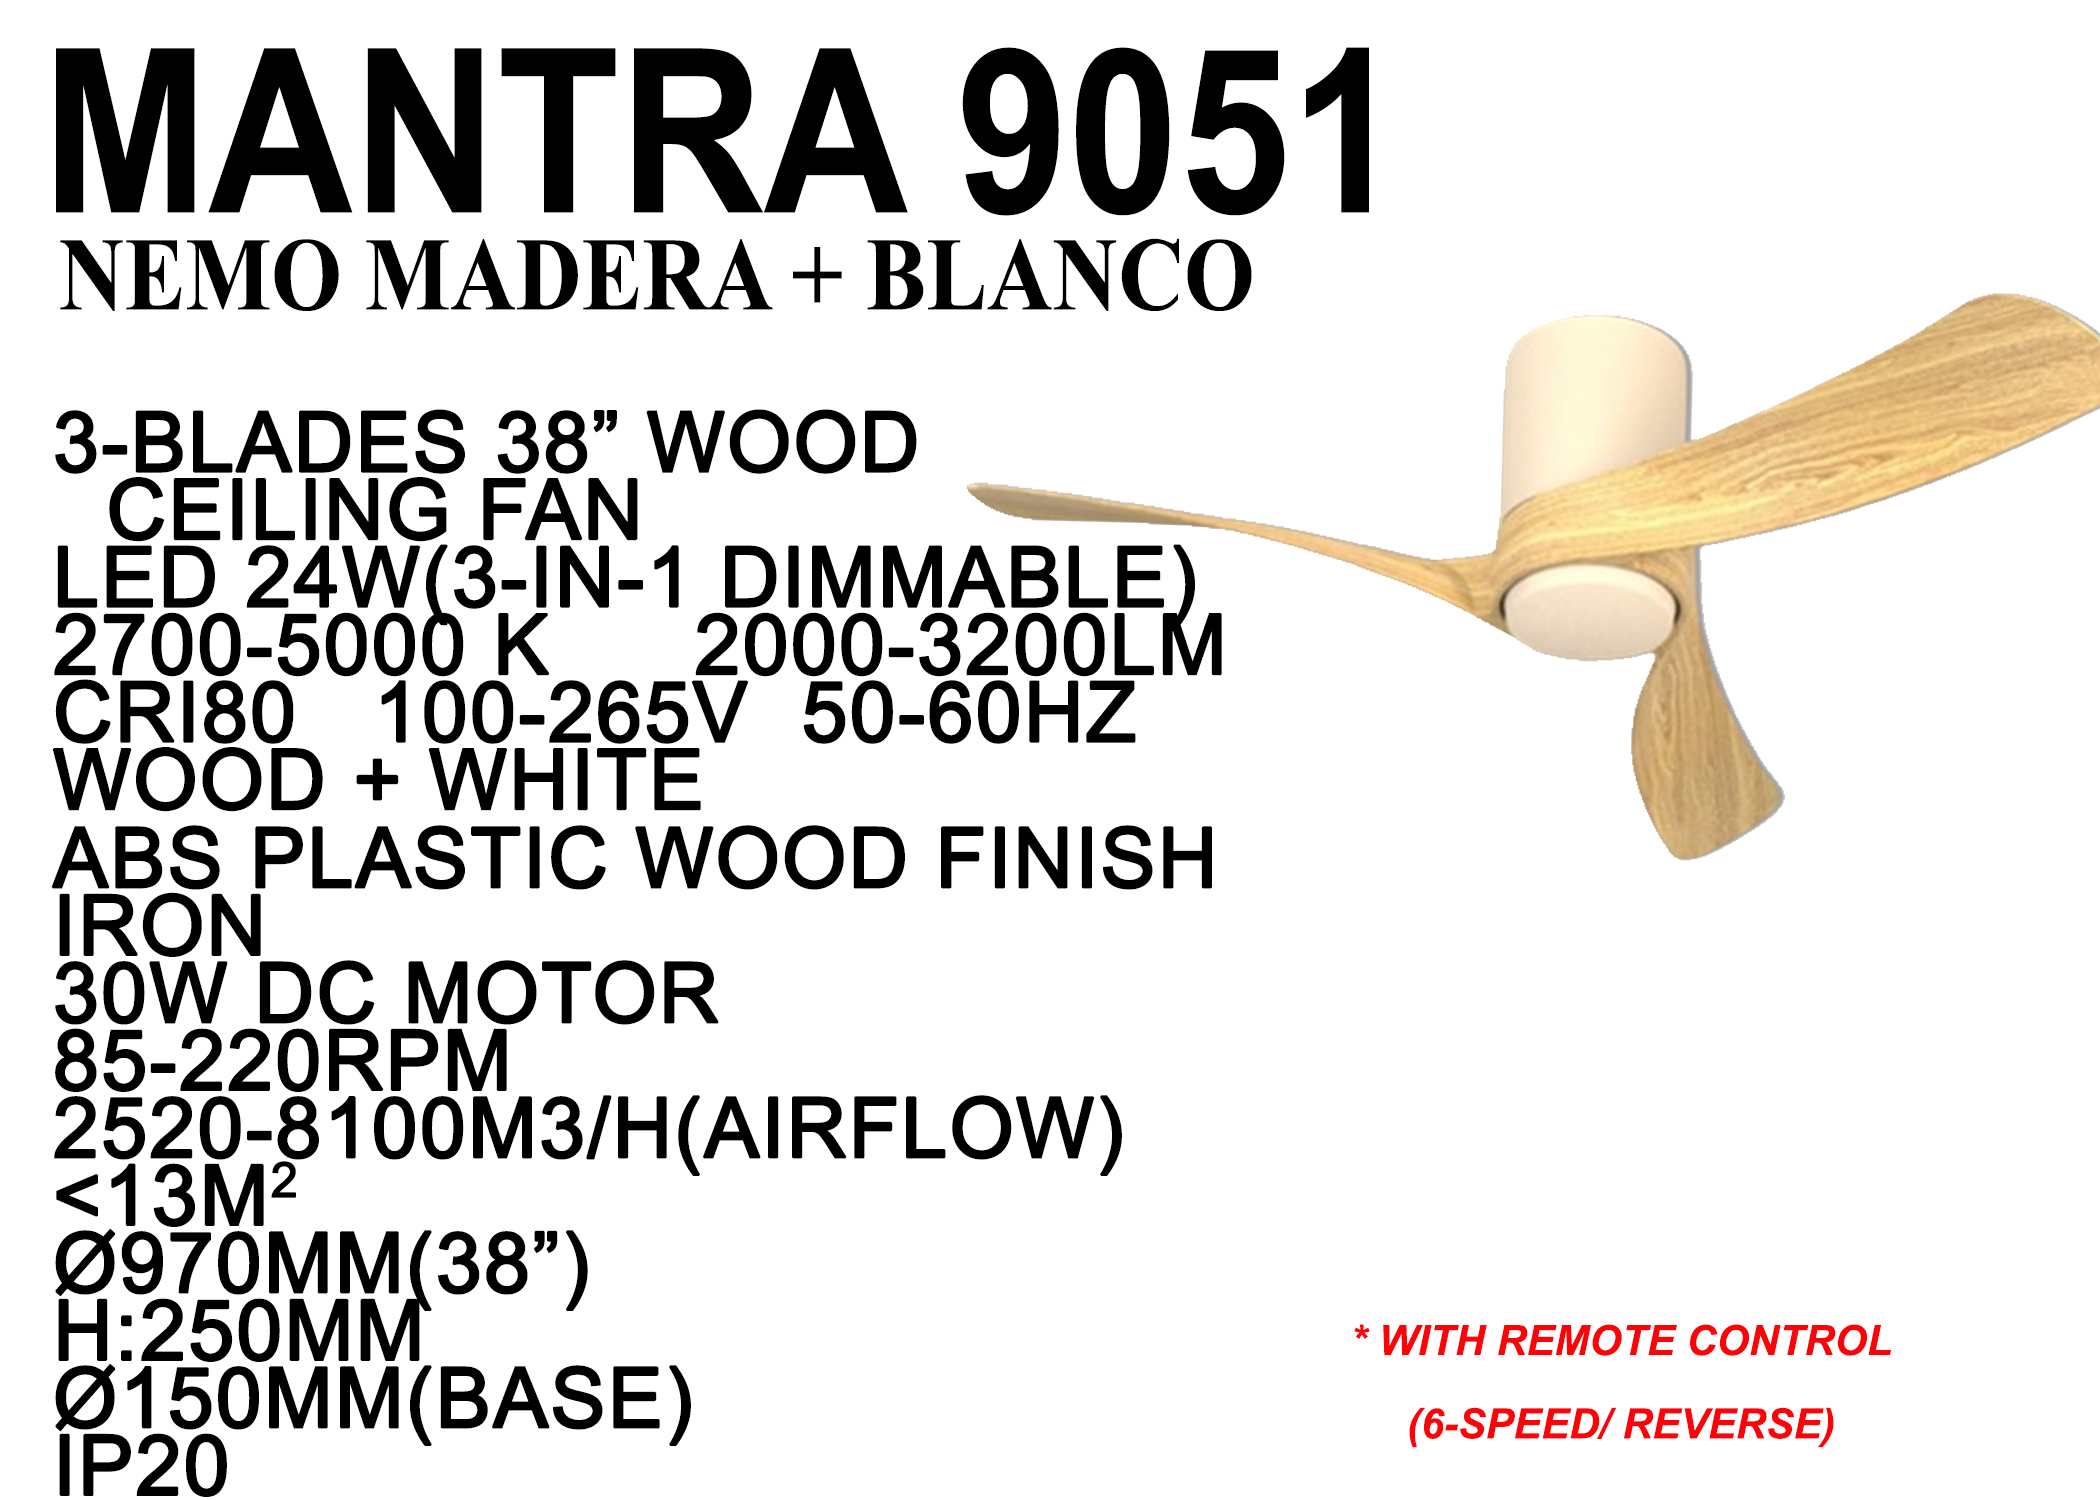 MANTRA 9051
NEMO MADERA + BLANCO
3-BLADES 38” WOOD
CEILING FAN
LED 24W(3-IN-1 DIMMABLE)
2700-5000 K 2000-3200LM
CRI80 100-265V 50-60HZ
WOOD + WHITE
ABS PLASTIC WOOD FINISH
IRON
30W DC MOTOR
85-220RPM
2520-8100M3/H(AIRFLOW)
<13M²
Ø970MM(38”)
H:250MM
Ø150MM(BASE)
IP20
* WITH REMOTE CONTROL
(6-SPEED/ REVERSE)